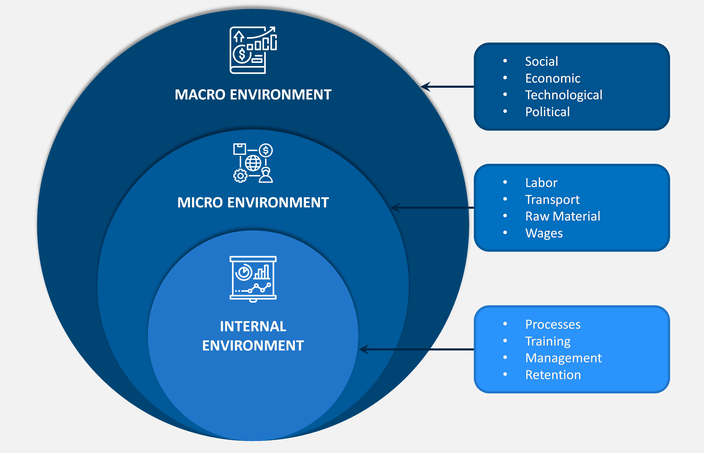 MACRO ENVIRONMENT
• Social
• Economic
• Technological
• Political
MICRO ENVIRONMENT
• Labor
• Transport
• Raw Material
• Wages
INTERNAL
ENVIRONMENT
• Processes
• Training
• Management
• Retention